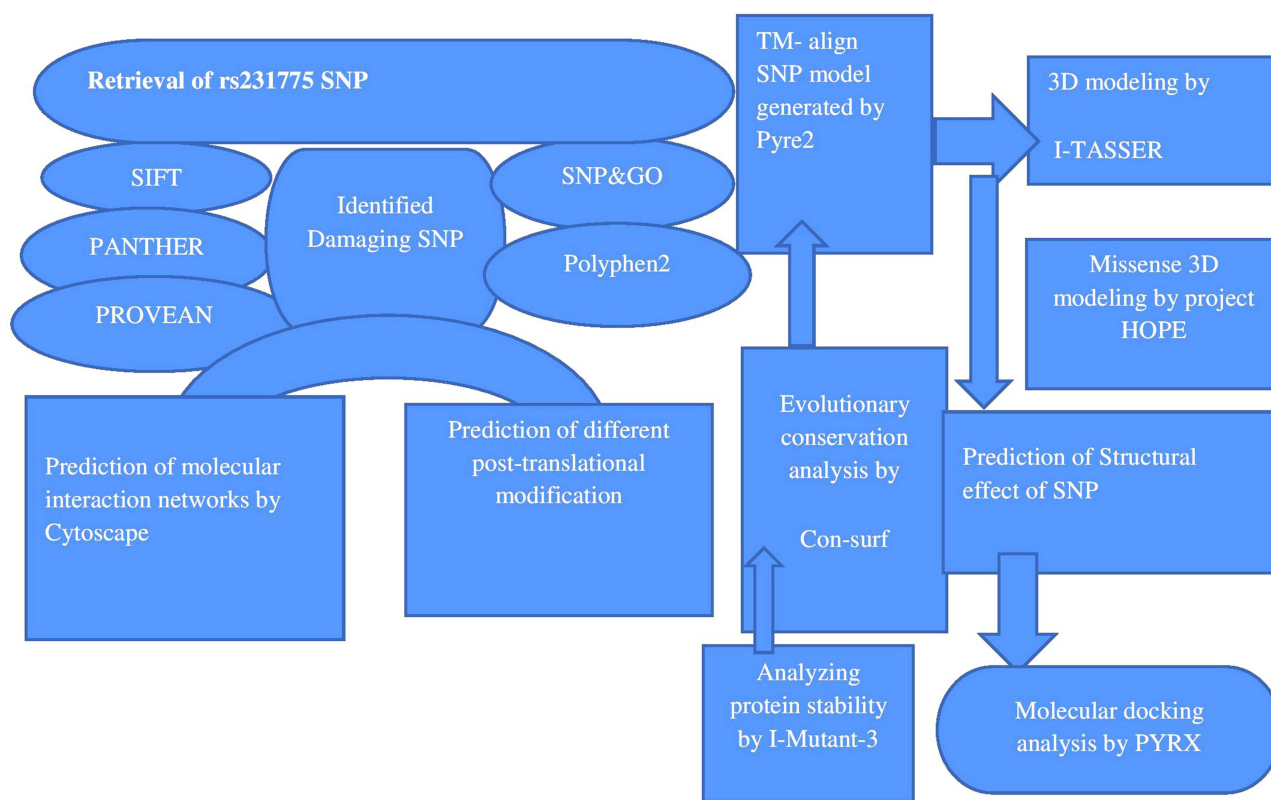 Retrieval of rs231775 SNP
SIFT
PANTHER
PROVEAN
Identified
Damaging SNP
SNP&GO
Polyphen2
Prediction of molecular
interaction networks by
Cytoscape
Prediction of different
post-translational
modification
TM- align
SNP model
generated by
Pyre2
3D modeling by
I-TASSER
Missense 3D
modeling by project
HOPE
Evolutionary
conservation
analysis by
Con-surf
Prediction of Structural
effect of SNP
Analyzing
protein stability
by I-Mutant-3
Molecular docking
analysis by PYRX